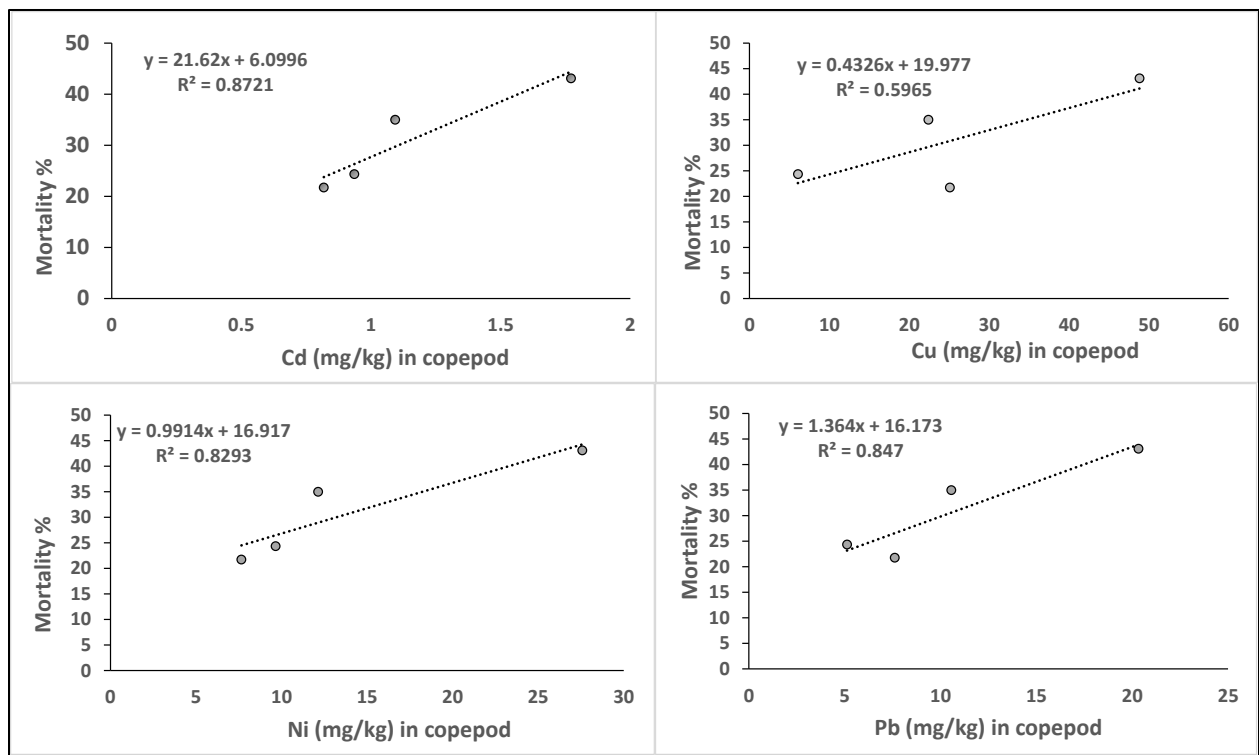 y = 21.62x + 6.0996
R² = 0.8721
Mortality %
50
40
30
20
10
0
0 0.5 1 1.5 2
Cd (mg/kg) in copepod
y = 0.4326x + 19.977
R² = 0.5965
Mortality %
50
45
40
35
30
25
20
15
10
5
0
0 10 20 30 40 50 60
Cu (mg/kg) in copepod
y = 0.9914x + 16.917
R² = 0.8293
Mortality %
50
45
40
35
30
25
20
15
10
5
0
0 5 10 15 20 25 30
Ni (mg/kg) in copepod
y = 1.364x + 16.173
R² = 0.847
Mortality %
50
45
40
35
30
25
20
15
10
5
0
0 5 10 15 20 25
Pb (mg/kg) in copepod